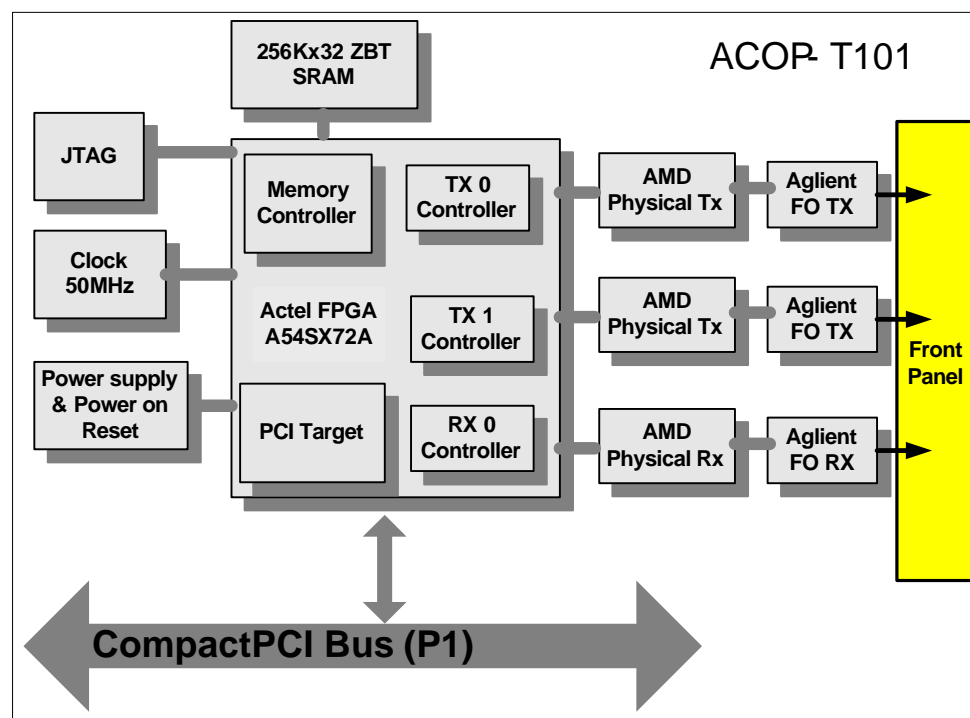 256Kx32 ZBT
SRAM
ACOP- T101
JTAG
Memory
Controller
TX 0
Controller
AMD
Physical Tx
Aglient
FO TX
Clock
50MHz
Actel FPGA
A54SX72A
TX 1
Controller
AMD
Physical Tx
Aglient
FO TX
Front
Panel
Power supply
& Power on
Reset
PCI Target
RX 0
Controller
AMD
Physical Rx
Aglient
FO RX
CompactPCI Bus (P1)